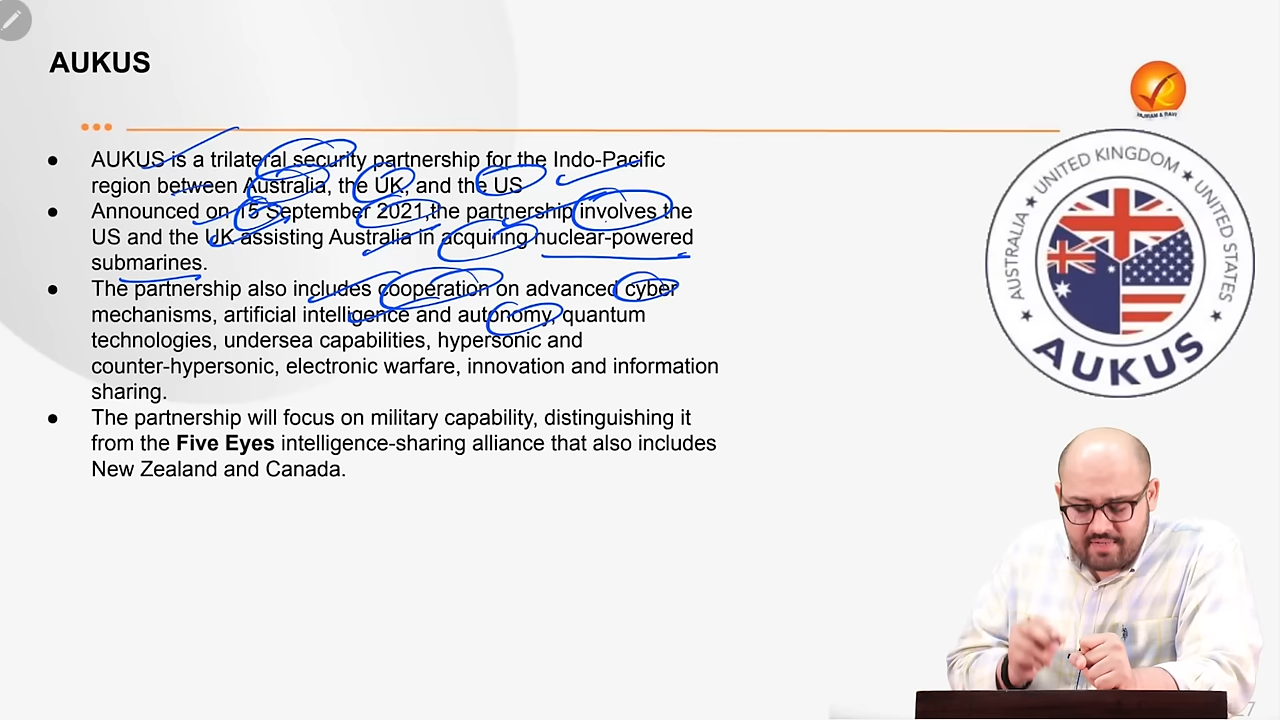 AUKUS
VAJIRAM & RAVI
AUKUS is a trilateral security partnership for the Indo-Pacific
region between Australia, the UK, and the US
Announced on 15 September 2021,the partnership involves the
US and the UK assisting Australia in acquiring nuclear-powered
submarines.
The partnership also includes cooperation on advanced cyber
mechanisms, artificial intelligence and autonomy, quantum
technologies, undersea capabilities, hypersonic and
counter-hypersonic, electronic warfare, innovation and information
sharing.
The partnership will focus on military capability, distinguishing it
from the Five Eyes intelligence-sharing alliance that also includes
New Zealand and Canada.
AUSTRALIA ★ UNITED KINGDOM ★ UNITED STATES
AUKUS